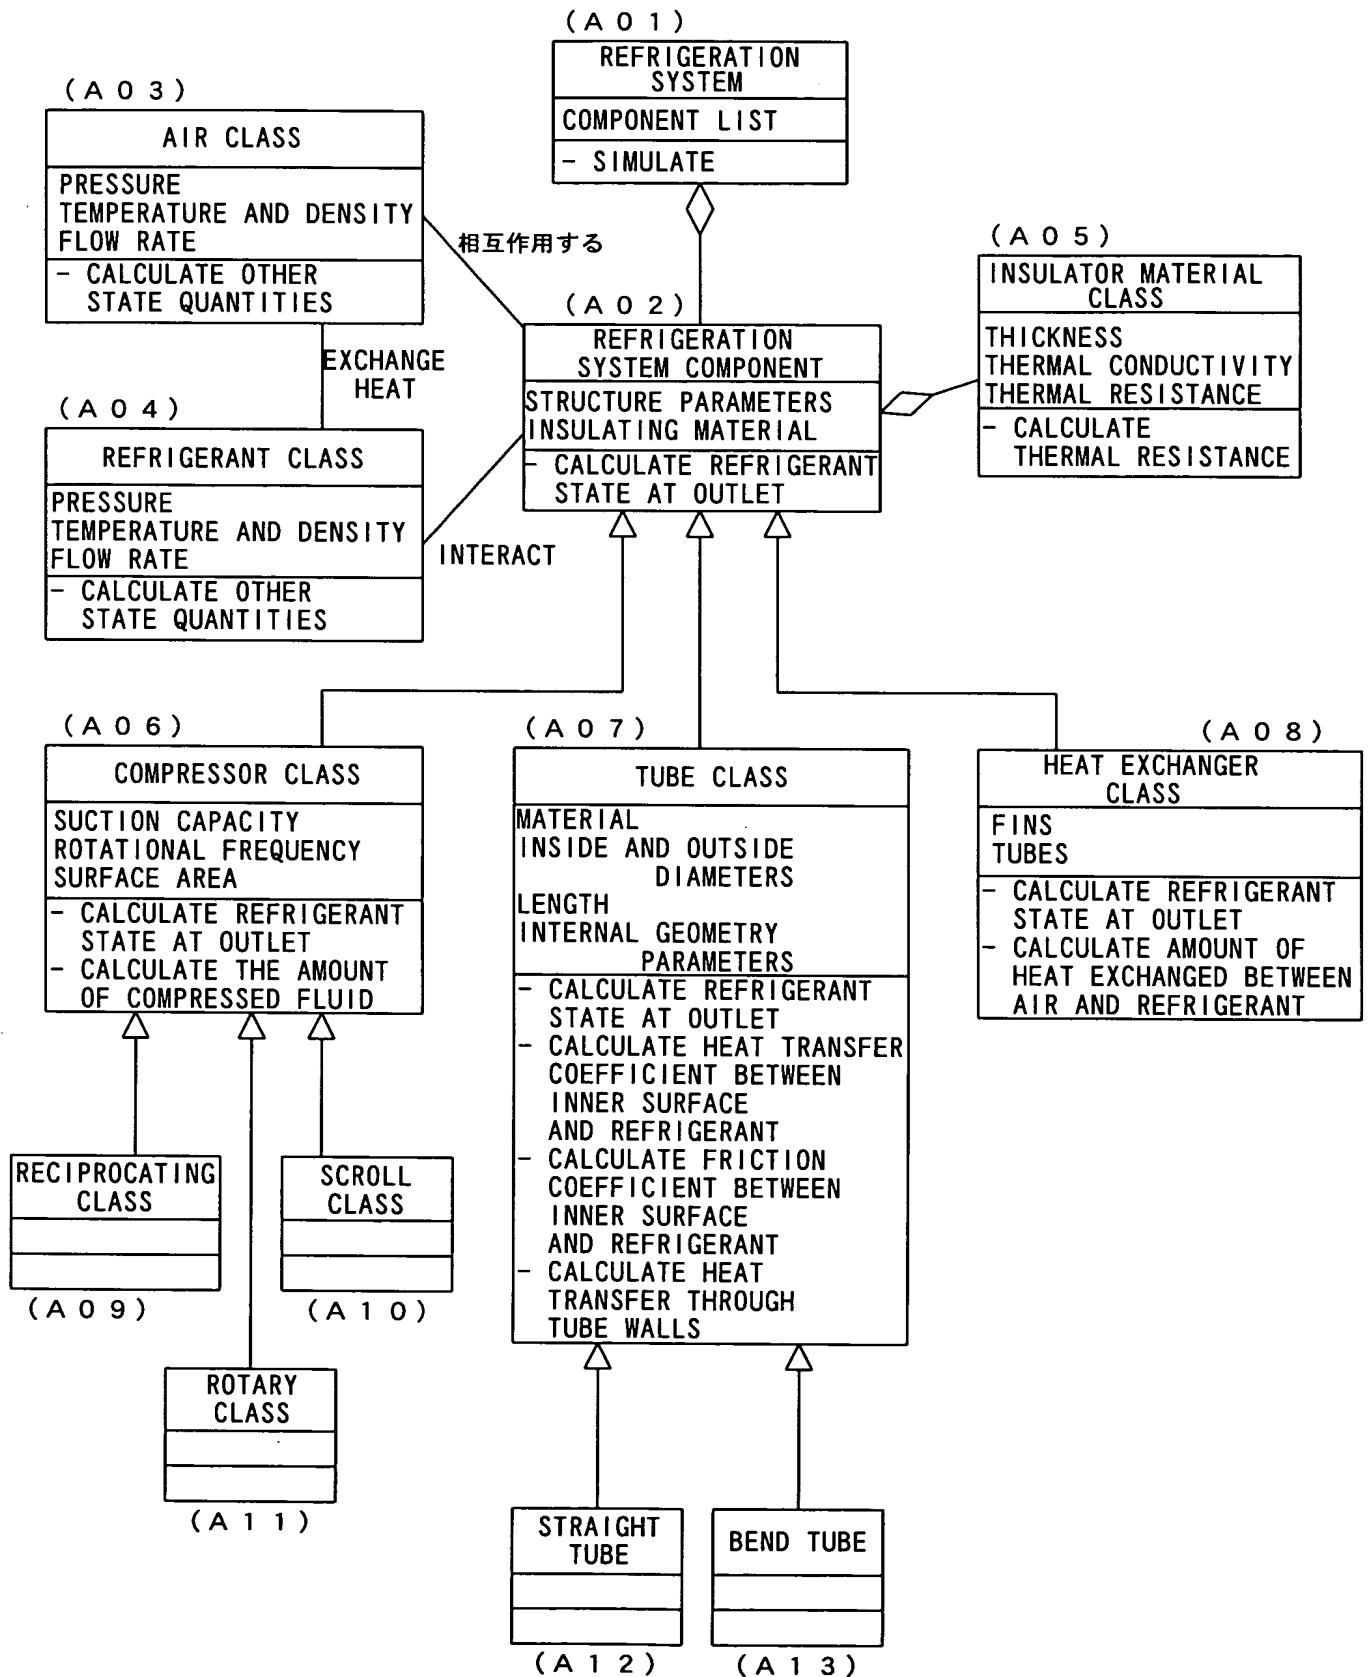 (A01)
REFRIGERATION
SYSTEM
COMPONENT LIST
- SIMULATE
(A03)
AIR CLASS
PRESSURE
TEMPERATURE AND DENSITY
FLOW RATE
- CALCULATE OTHER
STATE QUANTITIES
相互作用する
EXCHANGE
HEAT
(A04)
REFRIGERANT CLASS
PRESSURE
TEMPERATURE AND DENSITY
FLOW RATE
- CALCULATE OTHER
STATE QUANTITIES
INTERACT
(A02)
REFRIGERATION
SYSTEM COMPONENT
STRUCTURE PARAMETERS
INSULATING MATERIAL
- CALCULATE REFRIGERANT
STATE AT OUTLET
(A05)
INSULATOR MATERIAL
CLASS
THICKNESS
THERMAL CONDUCTIVITY
THERMAL RESISTANCE
- CALCULATE
THERMAL RESISTANCE
(A06)
COMPRESSOR CLASS
SUCTION CAPACITY
ROTATIONAL FREQUENCY
SURFACE AREA
- CALCULATE REFRIGERANT
STATE AT OUTLET
- CALCULATE THE AMOUNT
OF COMPRESSED FLUID
(A07)
TUBE CLASS
MATERIAL
INSIDE AND OUTSIDE
DIAMETERS
LENGTH
INTERNAL GEOMETRY
PARAMETERS
- CALCULATE REFRIGERANT
STATE AT OUTLET
- CALCULATE HEAT TRANSFER
COEFFICIENT BETWEEN
INNER SURFACE
AND REFRIGERANT
- CALCULATE FRICTION
COEFFICIENT BETWEEN
INNER SURFACE
AND REFRIGERANT
- CALCULATE HEAT
TRANSFER THROUGH
TUBE WALLS
(A08)
HEAT EXCHANGER
CLASS
FINS
TUBES
- CALCULATE REFRIGERANT
STATE AT OUTLET
- CALCULATE AMOUNT OF
HEAT EXCHANGED BETWEEN
AIR AND REFRIGERANT
RECIPROCATING
CLASS
(A09)
SCROLL
CLASS
(A10)
ROTARY
CLASS
(A11)
STRAIGHT
TUBE
(A12)
BEND TUBE
(A13)